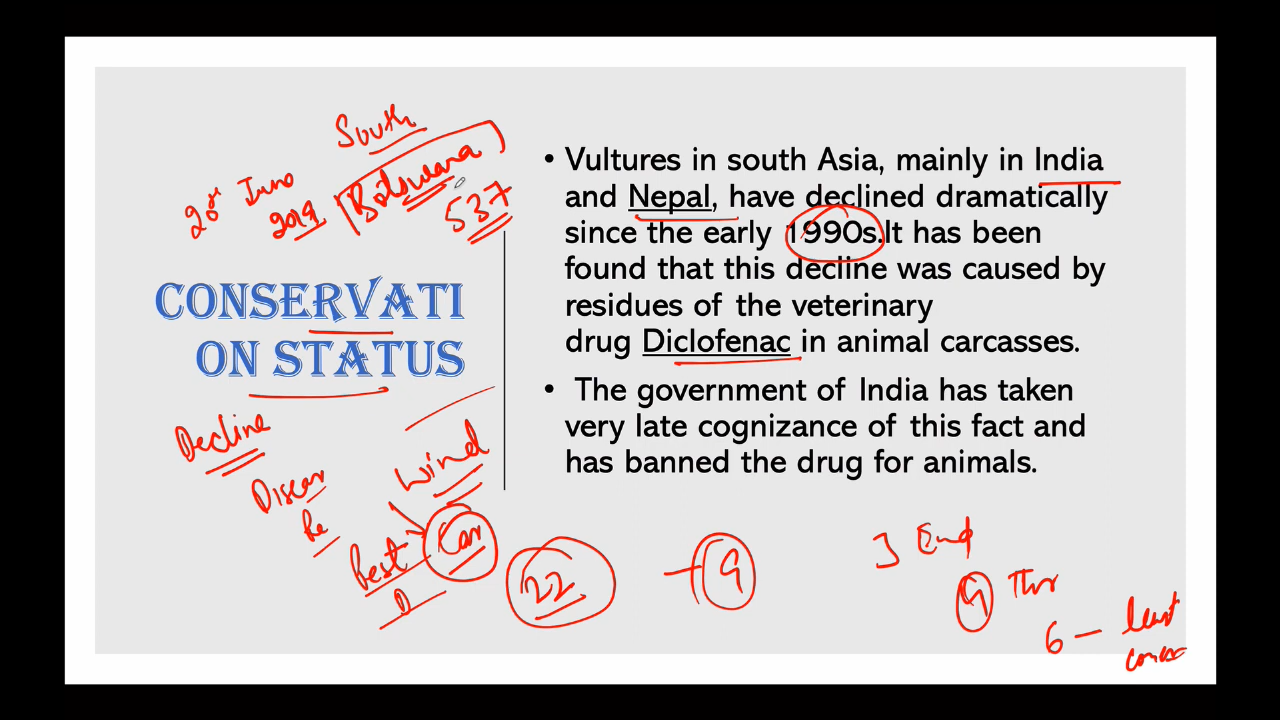 South
20 June
2019
Botswana
537
CONSERVATI
ON STATUS
• Vultures in south Asia, mainly in India
and Nepal, have declined dramatically
since the early 1990s.It has been
found that this decline was caused by
residues of the veterinary
drug Diclofenac in animal carcasses.
• The government of India has taken
very late cognizance of this fact and
has banned the drug for animals.
Decline
Wind
Pest
Car
22
9
3 End
9 Thr
6 - least